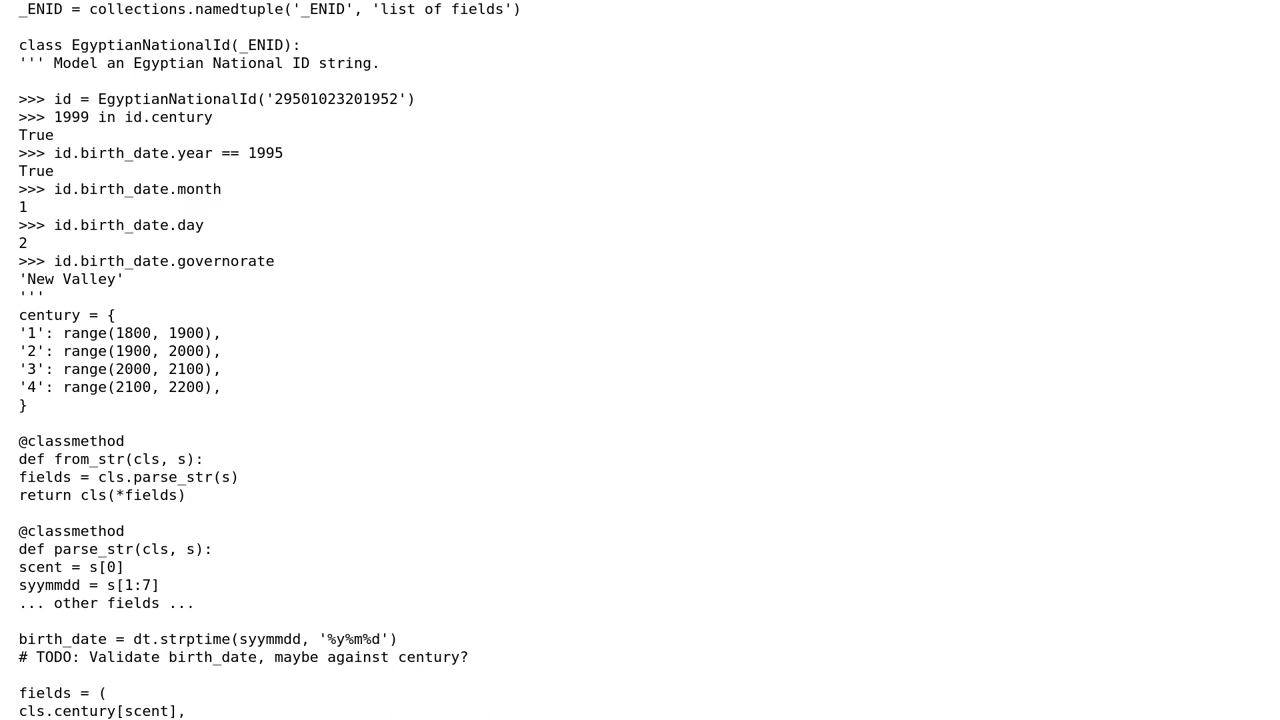 _ENID = collections.namedtuple('_ENID', 'list of fields')
class EgyptianNationalId(_ENID):
''' Model an Egyptian National ID string.
>>> id = EgyptianNationalId('29501023201952')
>>> 1999 in id.century
True
>>> id.birth_date.year == 1995
True
>>> id.birth_date.month
1
>>> id.birth_date.day
2
>>> id.birth_date.governorate
'New Valley'
'''
century = {
'1': range(1800, 1900),
'2': range(1900, 2000),
'3': range(2000, 2100),
'4': range(2100, 2200),
}
@classmethod
def from_str(cls, s):
fields = cls.parse_str(s)
return cls(*fields)
@classmethod
def parse_str(cls, s):
scent = s[0]
syymmdd = s[1:7]
... other fields ...
birth_date = dt.strptime(syymmdd, '%y%m%d')
# TODO: Validate birth_date, maybe against century?
fields = (
cls.century[scent],